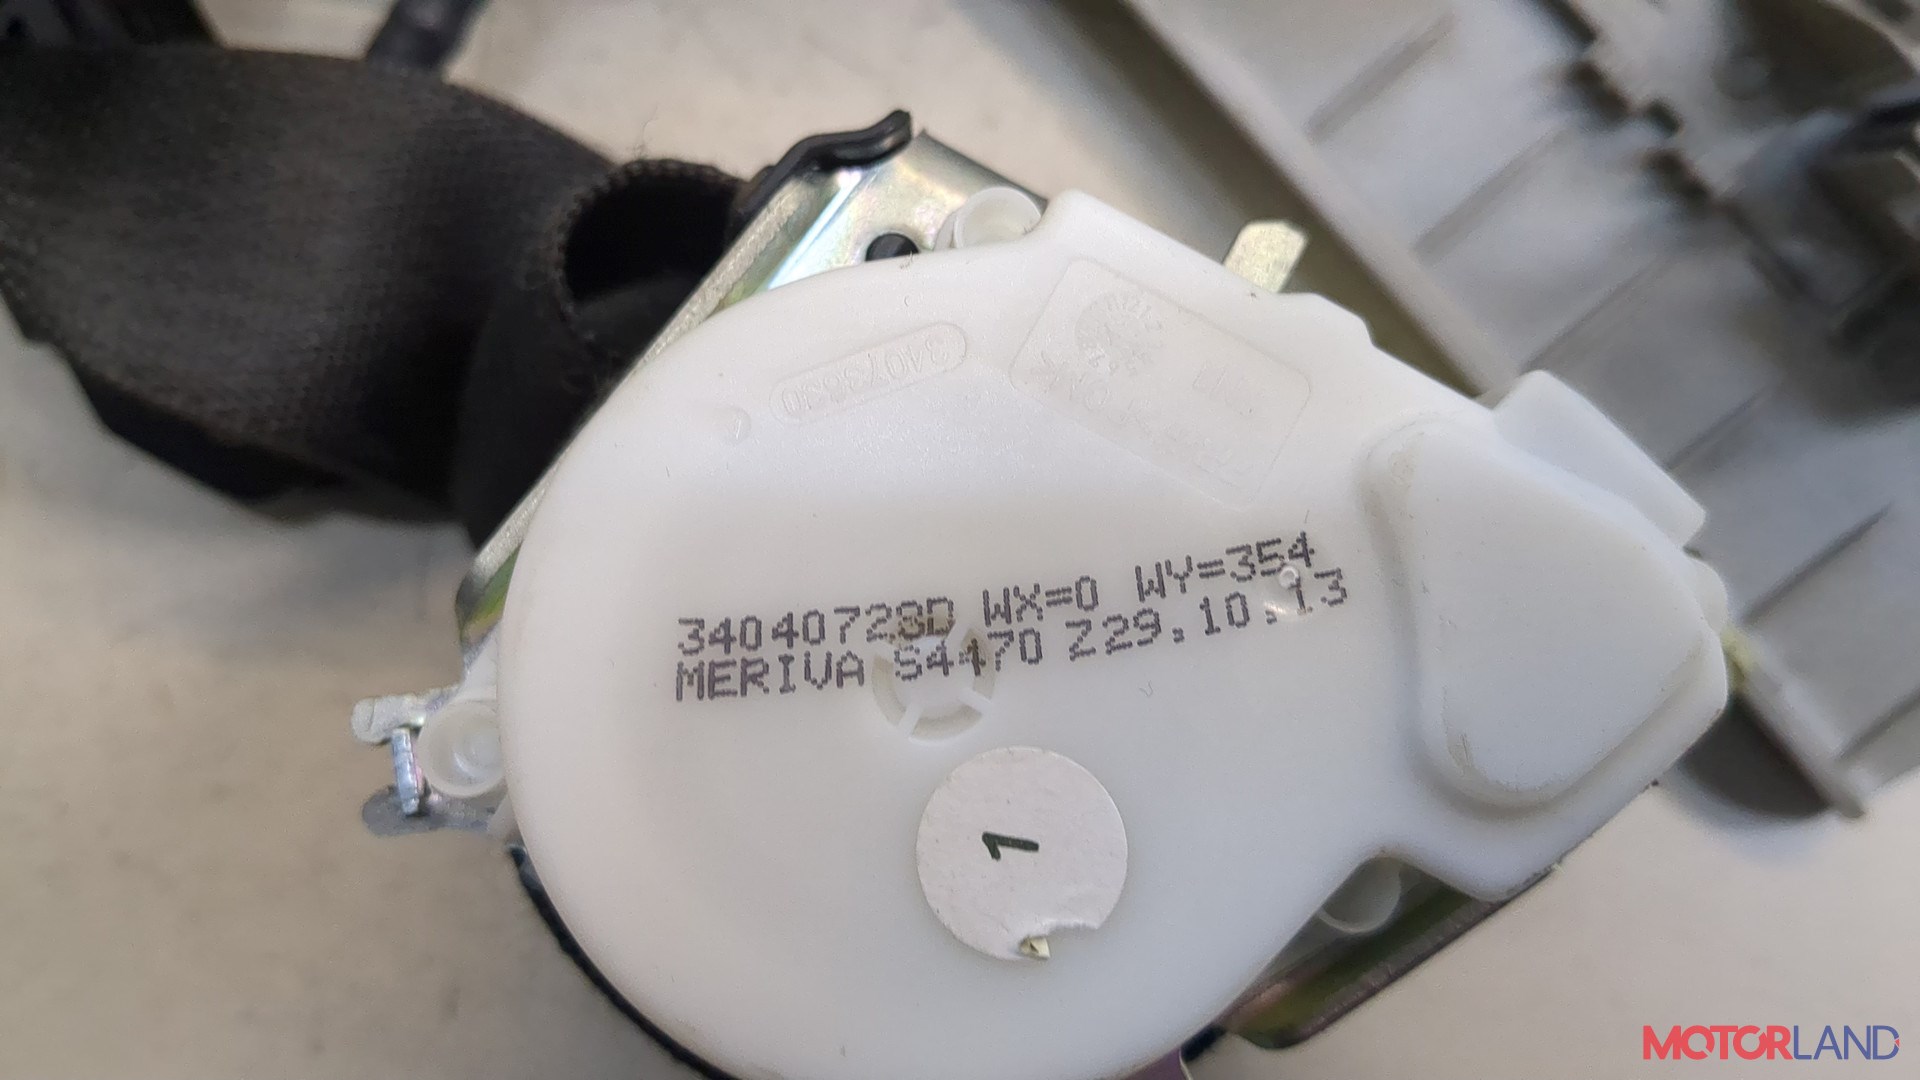 34073630
34040728D WX=0 WY=354
MERIVA S4470 Z29.10.13
1
MOTORLAND